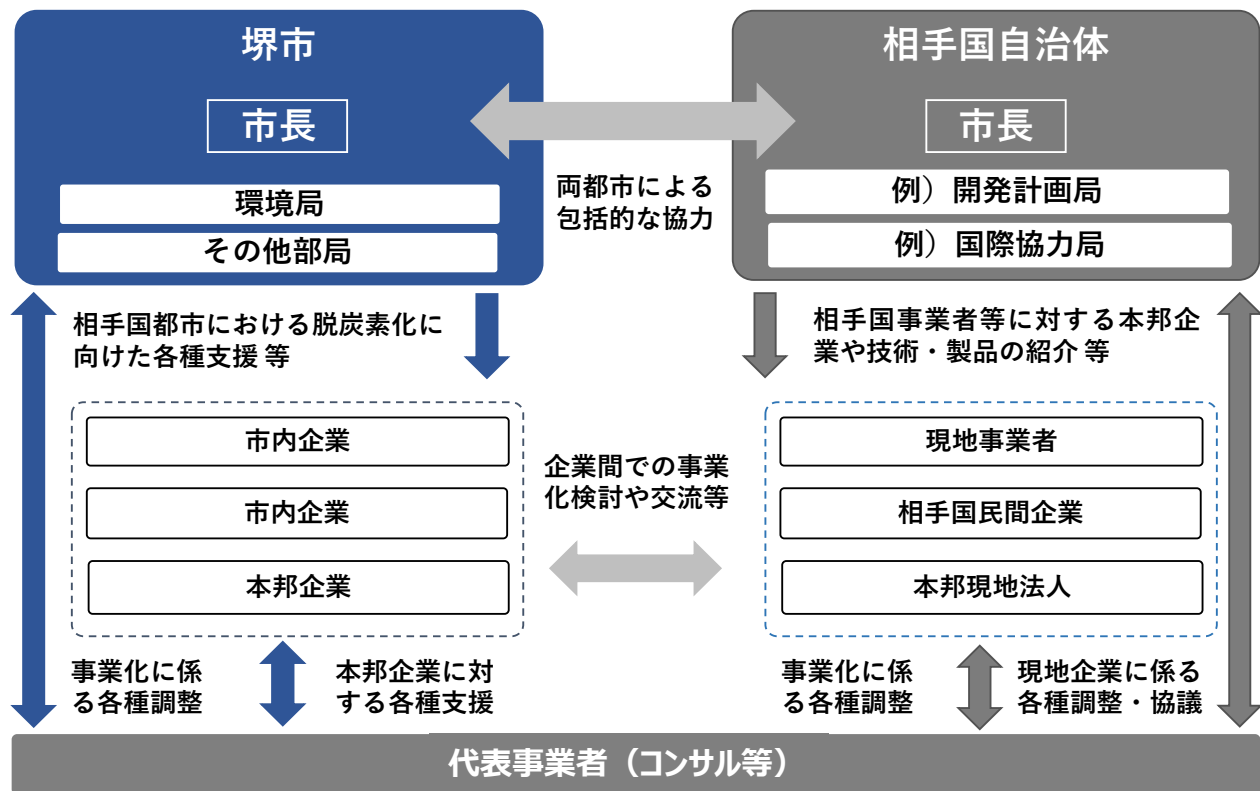 堺市
相手国自治体
市長
市長
環境局
その他部局
両都市による
包括的な協力
例）開発計画局
例）国際協力局
相手国都市における脱炭素化に
向けた各種支援 等
相手国事業者等に対する本邦企
業や技術・製品の紹介 等
市内企業
市内企業
本邦企業
企業間での事業
化検討や交流等
現地事業者
相手国民間企業
本邦現地法人
事業化に係
る各種調整
本邦企業に対
する各種支援
事業化に係
る各種調整
現地企業に係る
各種調整・協議
代表事業者（コンサル等）